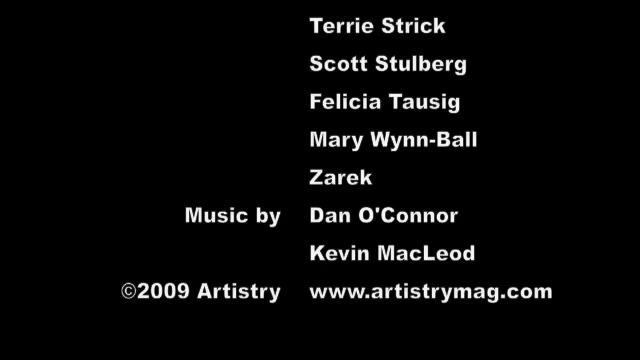 Terrie Strick
Scott Stulberg
Felicia Tausig
Mary Wynn-Ball
Zarek
Music by Dan O'Connor
Kevin MacLeod
©2009 Artistry www.artistrymag.com